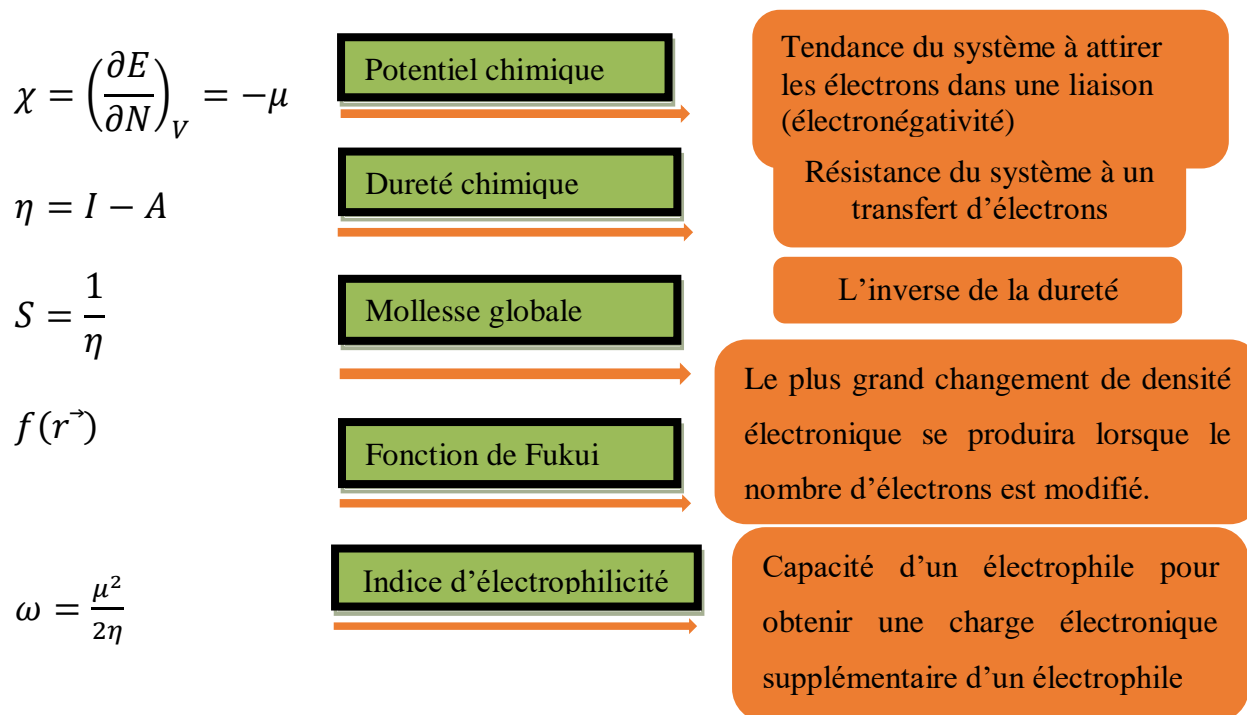 χ = (∂E/∂N)_V = −μ
Potentiel chimique
Tendance du système à attirer
les électrons dans une liaison
(électronégativité)
η = I − A
Dureté chimique
Résistance du système à un
transfert d’électrons
S = 1/η
Mollesse globale
L’inverse de la dureté
f(r⃗)
Fonction de Fukui
Le plus grand changement de densité
électronique se produira lorsque le
nombre d’électrons est modifié.
ω = μ²/2η
Indice d’électrophilicité
Capacité d’un électrophile pour
obtenir une charge électronique
supplémentaire d’un électrophile